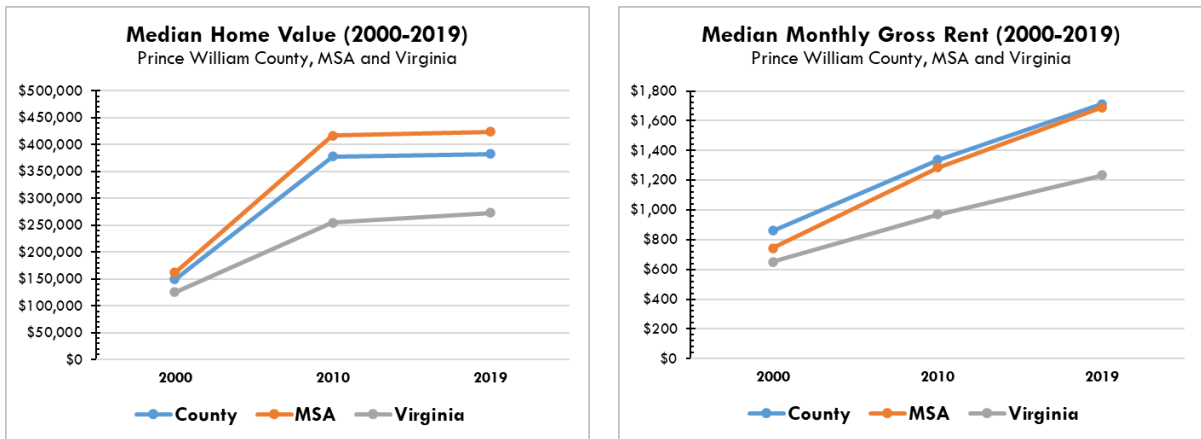 Median Home Value (2000-2019)
Prince William County, MSA and Virginia
$500,000
$450,000
$400,000
$350,000
$300,000
$250,000
$200,000
$150,000
$100,000
$50,000
$0
2000 2010 2019
County MSA Virginia
Median Monthly Gross Rent (2000-2019)
Prince William County, MSA and Virginia
$1,800
$1,600
$1,400
$1,200
$1,000
$800
$600
$400
$200
$0
2000 2010 2019
County MSA Virginia